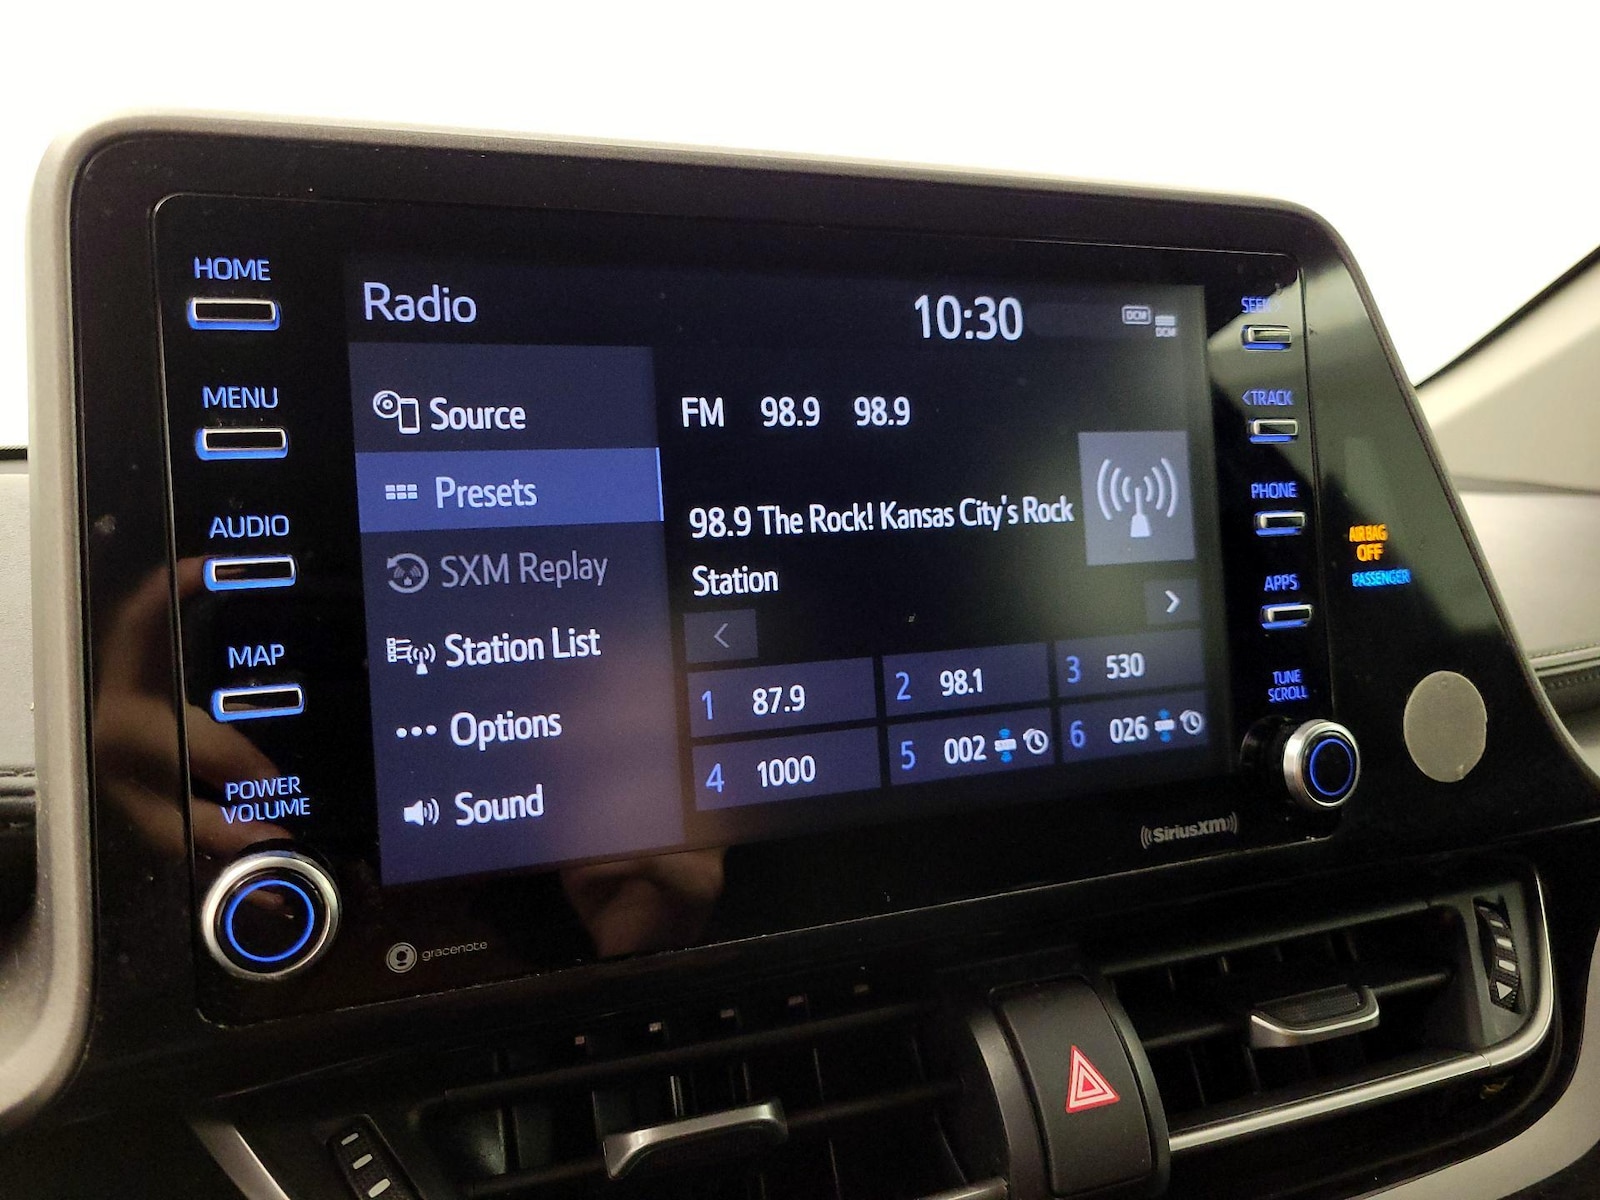 HOME
MENU
AUDIO
MAP
POWER
VOLUME
Radio
10:30
DCM
DCM
Source
Presets
SXM Replay
Station List
Options
Sound
FM 98.9 98.9
98.9 The Rock! Kansas City's Rock
Station
1 87.9
2 98.1
3 530
4 1000
5 002
6 026
SEEK>
<TRACK
PHONE
APPS
TUNE
SCROLL
AIRBAG
OFF
PASSENGER
SiriusXM
gracenote